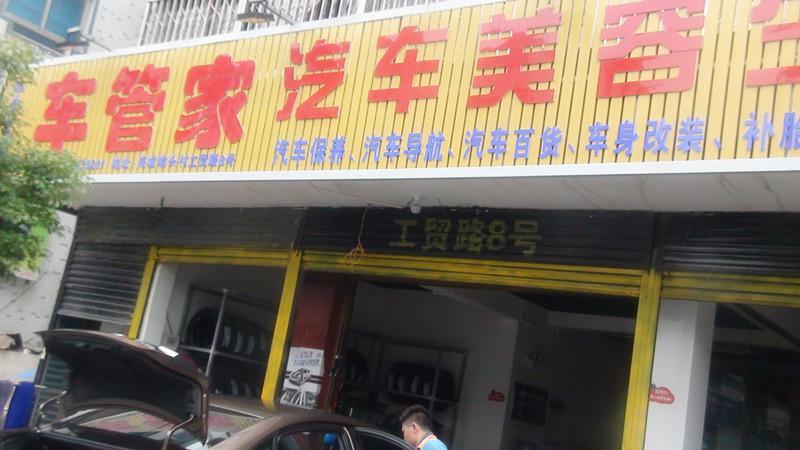 车管家 汽车美容
汽车保养、汽车导航、汽车百货、车身改装、补胎
工贸路8号